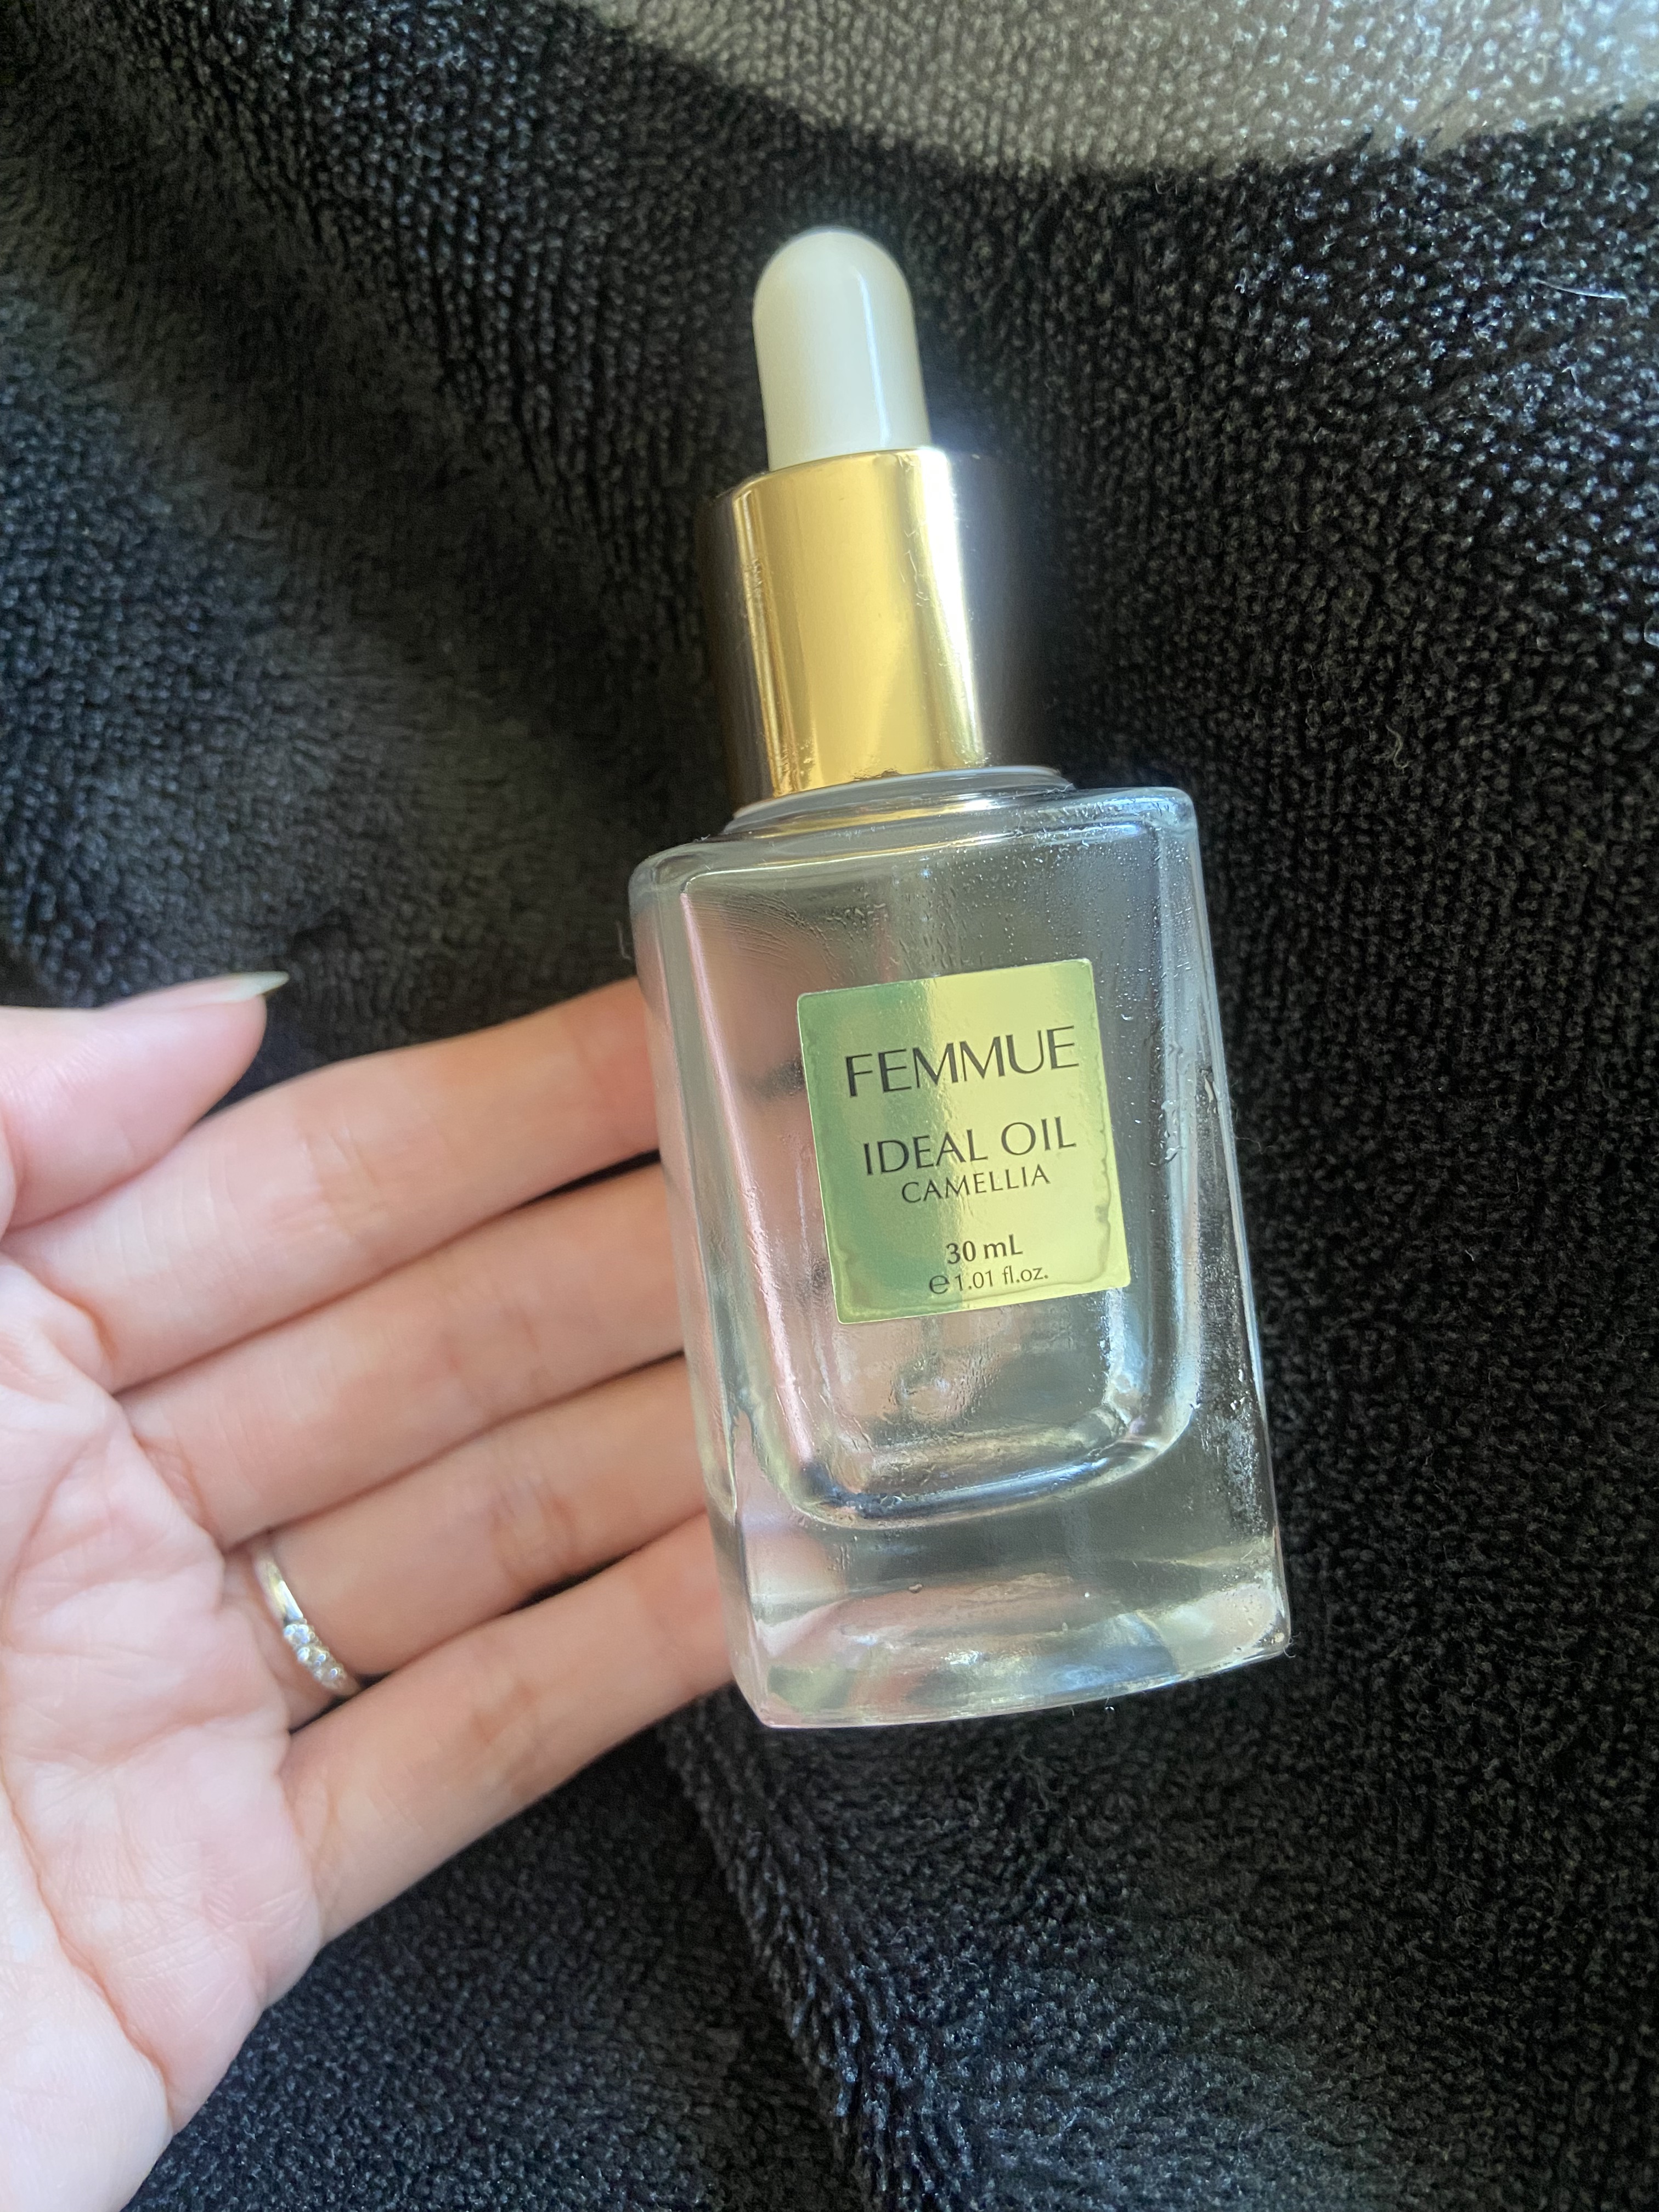 FEMMUE
IDEAL OIL
CAMELLIA
30 mL
℮1.01 fl.oz.